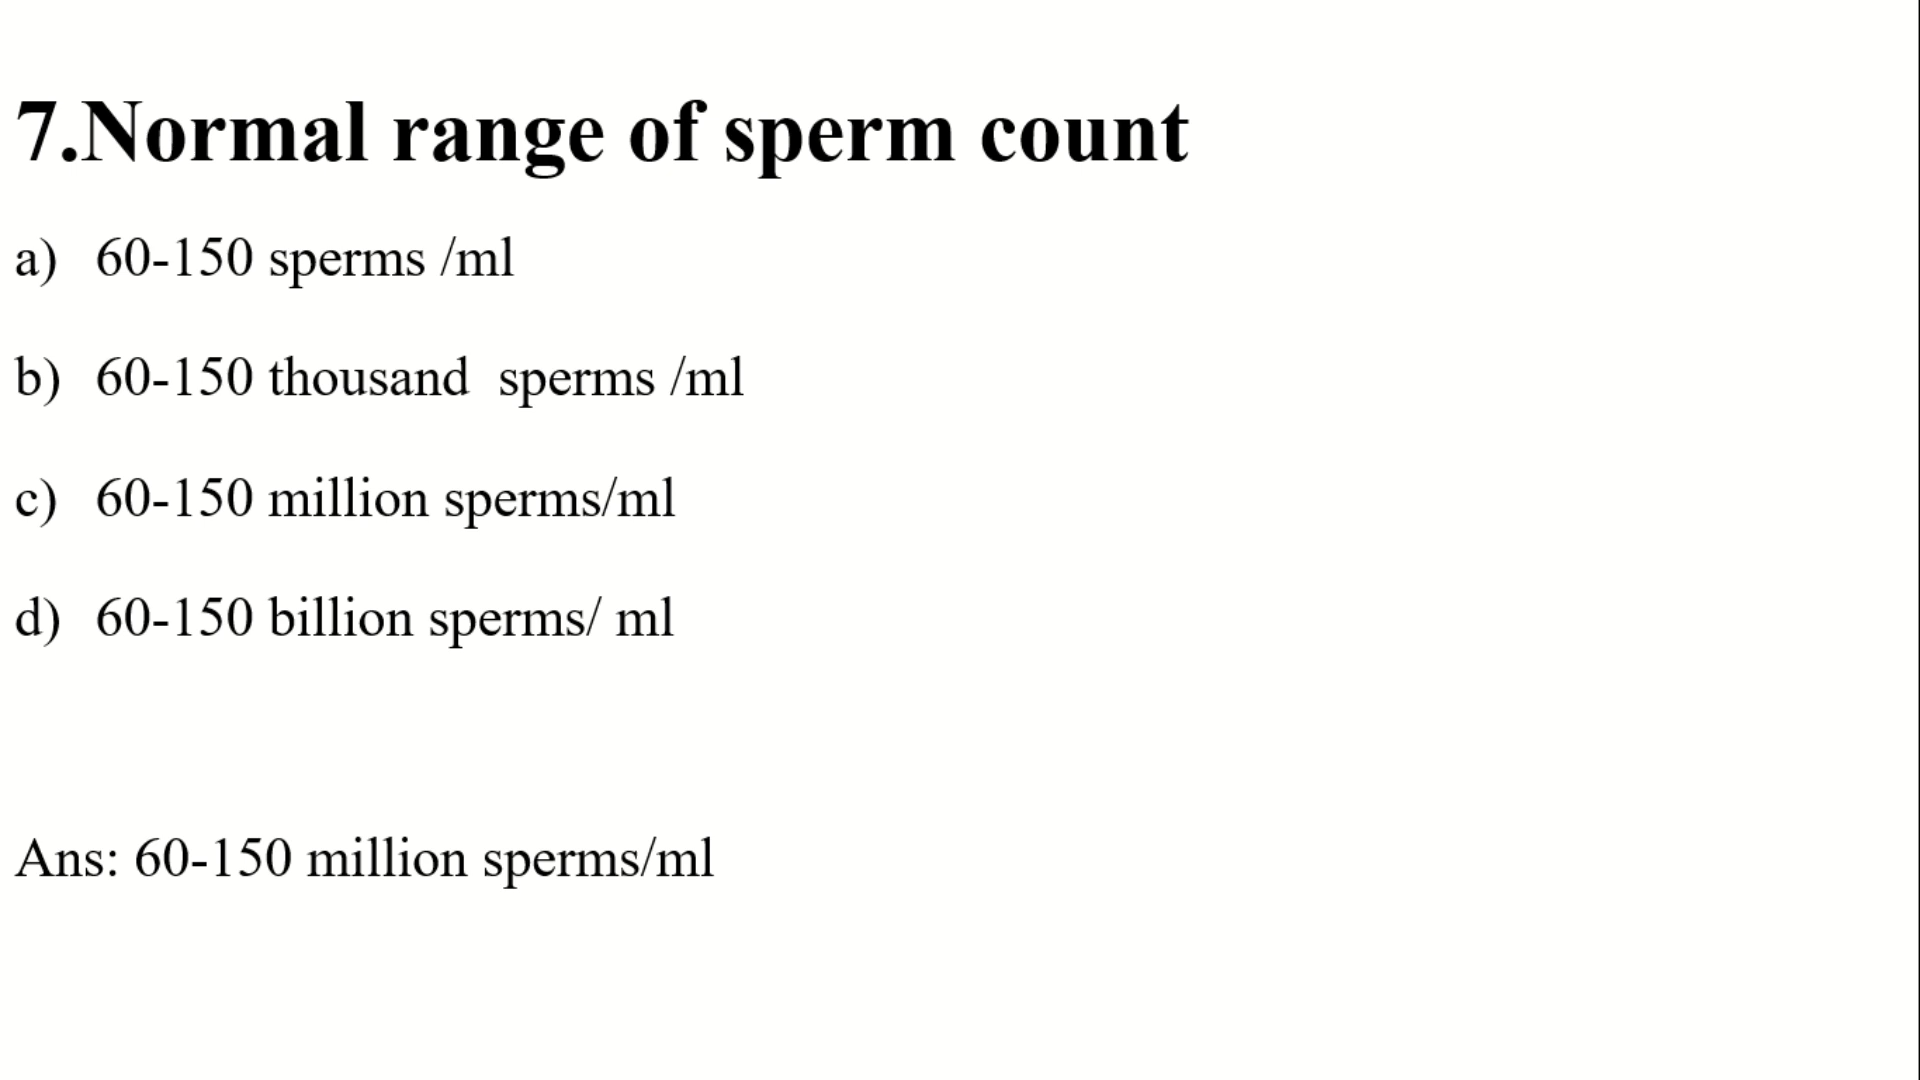 7.Normal range of sperm count
a) 60-150 sperms /ml
b) 60-150 thousand  sperms /ml
c) 60-150 million sperms/ml
d) 60-150 billion sperms/ ml
Ans: 60-150 million sperms/ml